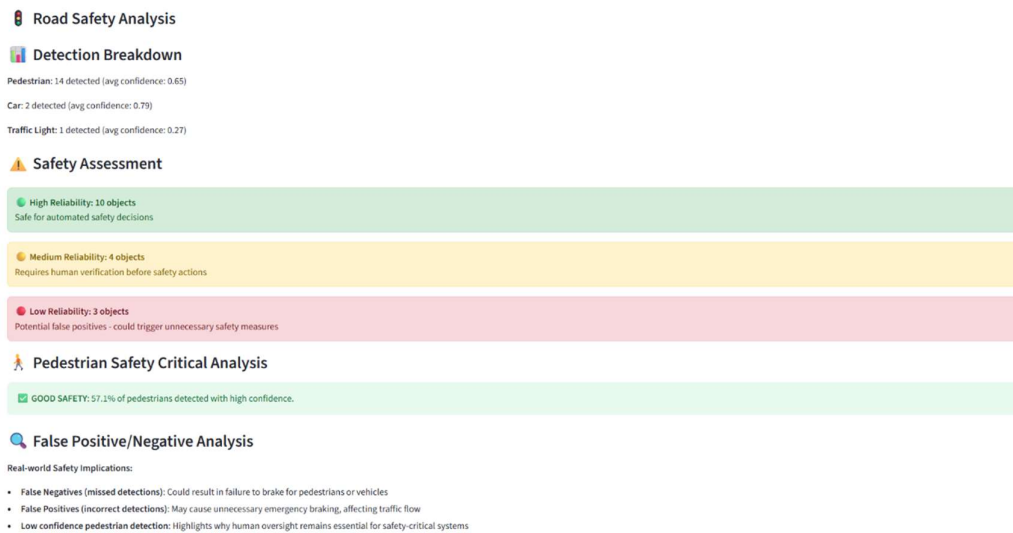 Road Safety Analysis
Detection Breakdown
Pedestrian: 14 detected (avg confidence: 0.65)
Car: 2 detected (avg confidence: 0.79)
Traffic Light: 1 detected (avg confidence: 0.27)
Safety Assessment
High Reliability: 10 objects
Safe for automated safety decisions
Medium Reliability: 4 objects
Requires human verification before safety actions
Low Reliability: 3 objects
Potential false positives - could trigger unnecessary safety measures
Pedestrian Safety Critical Analysis
GOOD SAFETY: 57.1% of pedestrians detected with high confidence.
False Positive/Negative Analysis
Real-world Safety Implications:
• False Negatives (missed detections): Could result in failure to brake for pedestrians or vehicles
• False Positives (incorrect detections): May cause unnecessary emergency braking, affecting traffic flow
• Low confidence pedestrian detection: Highlights why human oversight remains essential for safety-critical systems